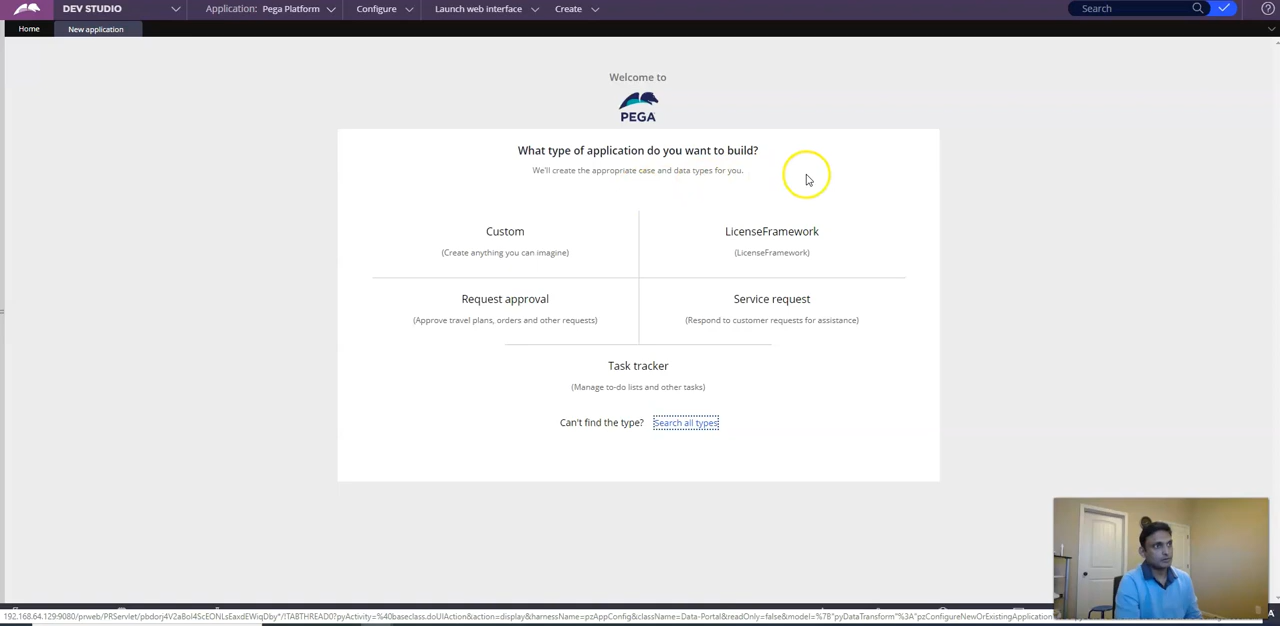 DEV STUDIO Application: Pega Platform Configure Launch web interface Create Search
Home New application
Welcome to
PEGA
What type of application do you want to build?
We'll create the appropriate case and data types for you.
Custom LicenseFramework
(Create anything you can imagine) (LicenseFramework)
Request approval Service request
(Approve travel plans, orders and other requests) (Respond to customer requests for assistance)
Task tracker
(Manage to-do lists and other tasks)
Can't find the type? Search all types